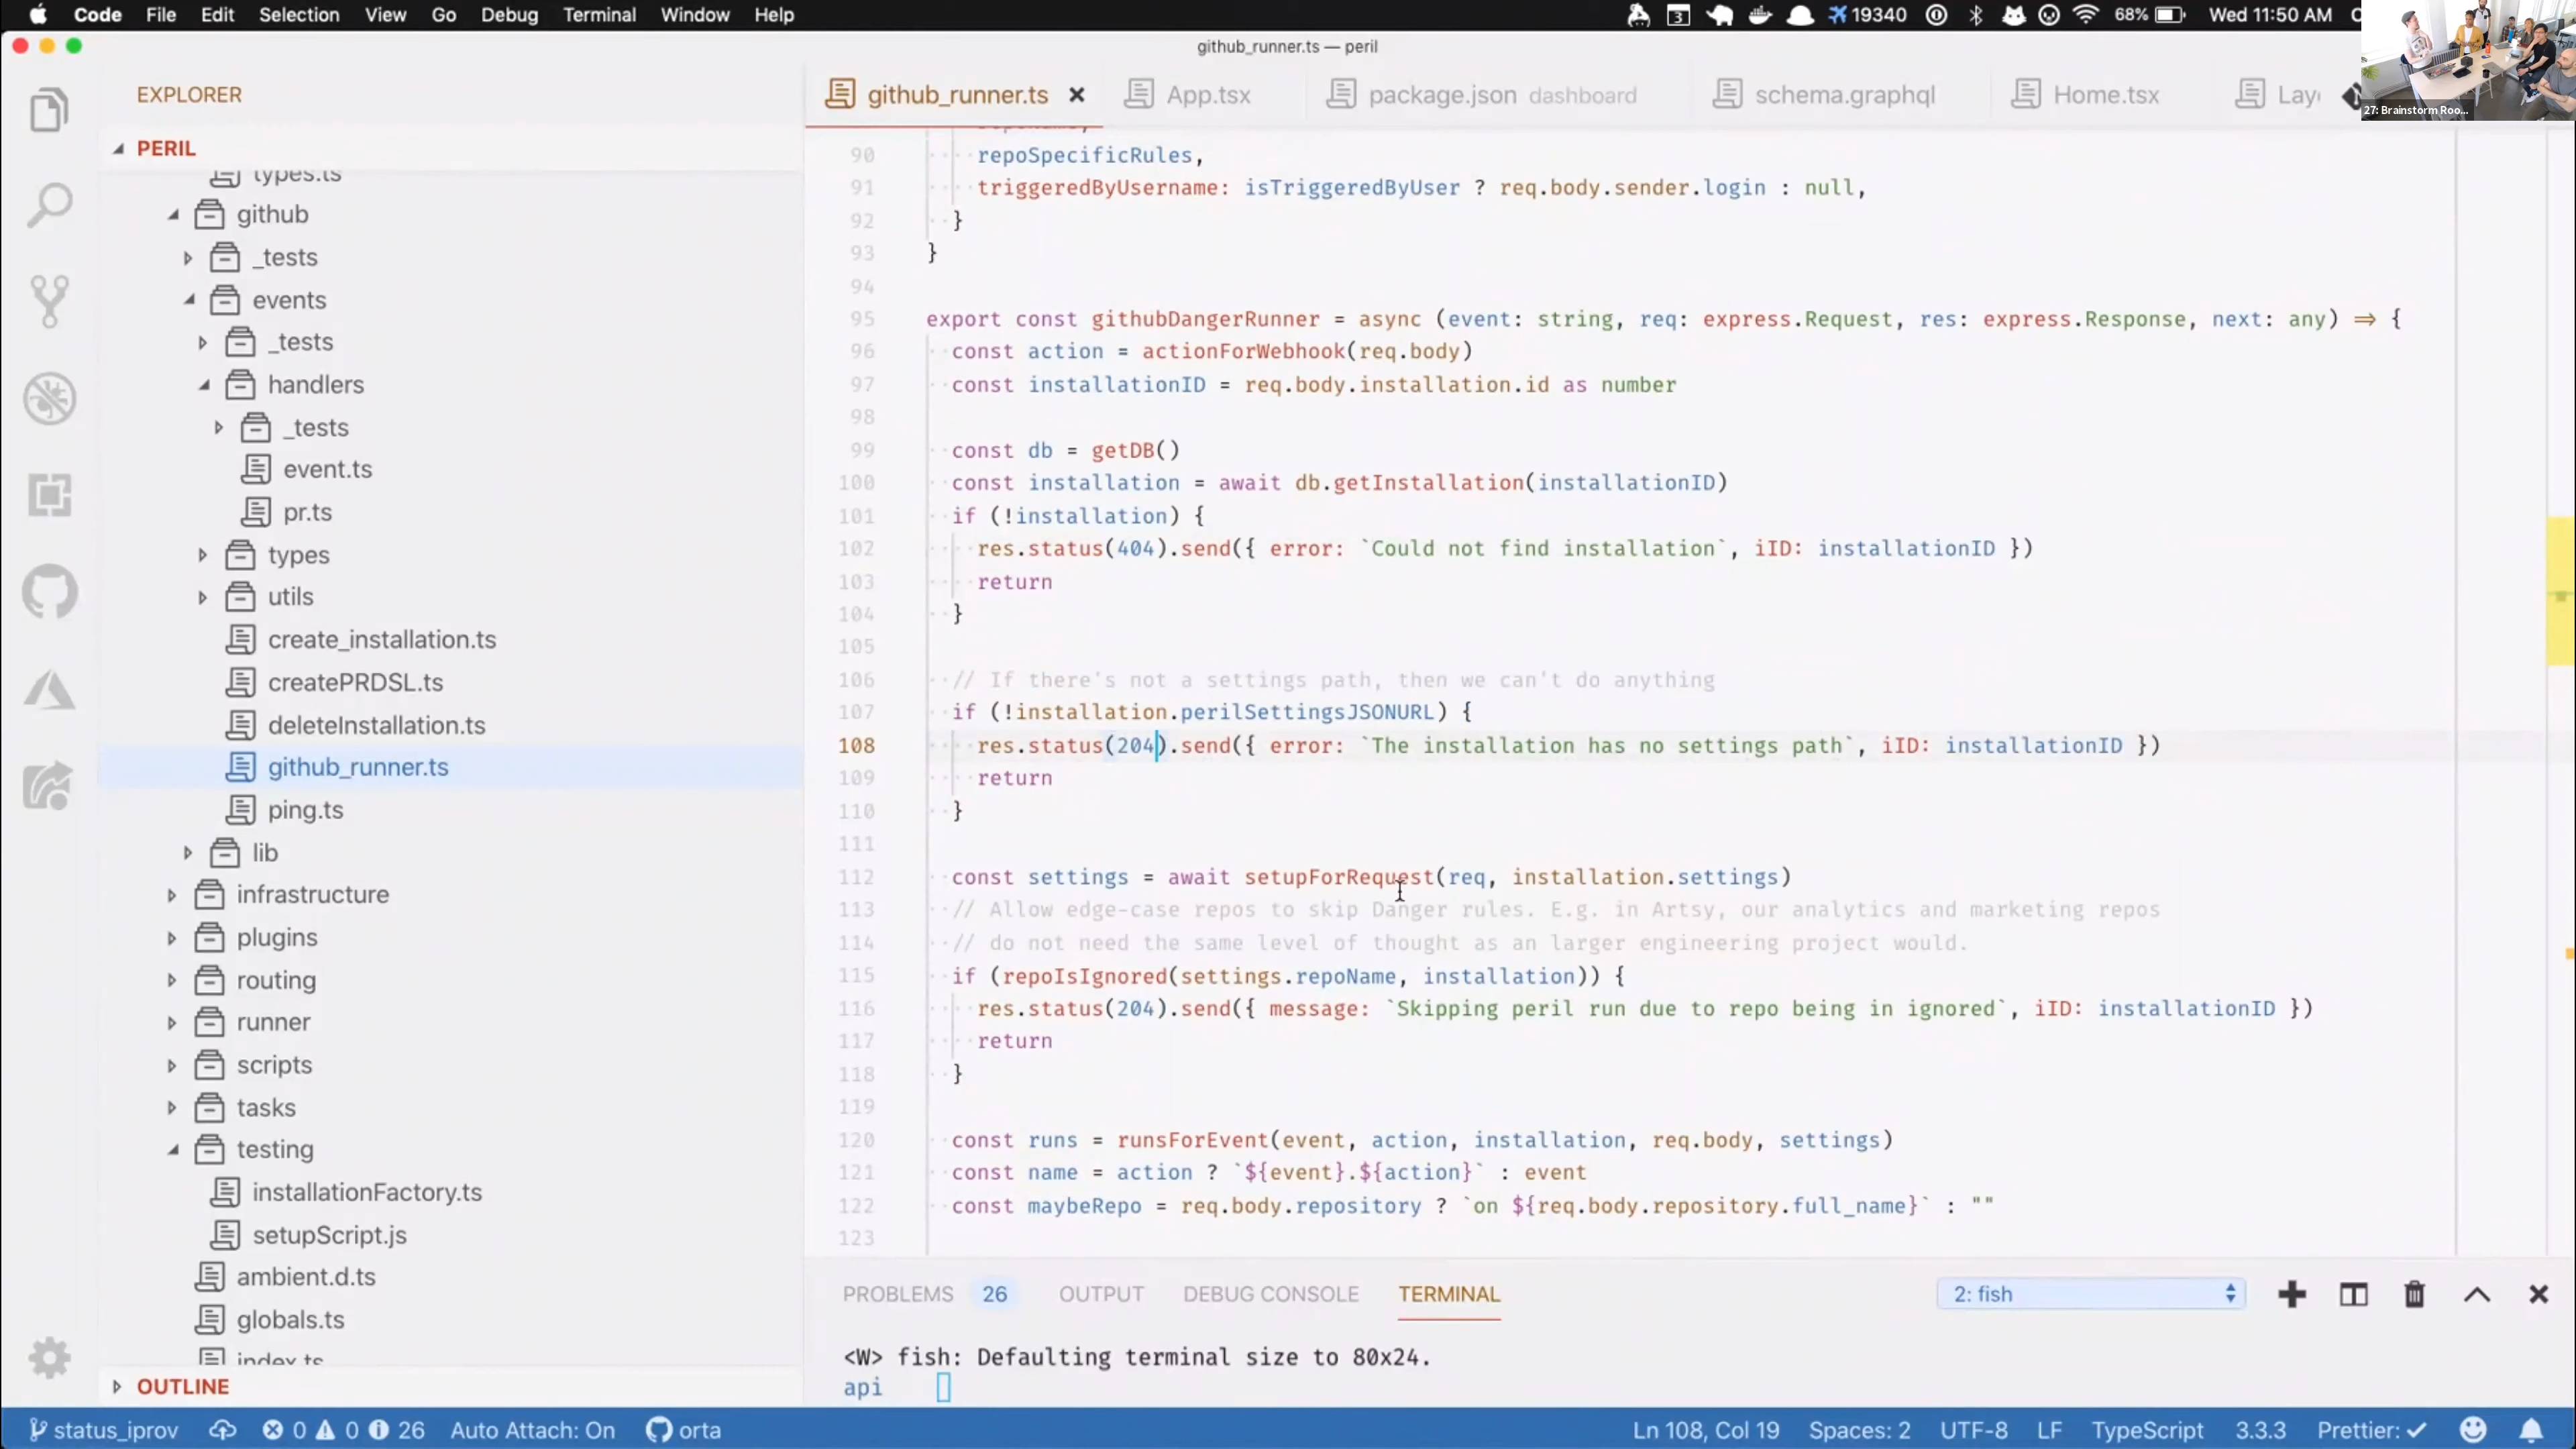 Code File Edit Selection View Go Debug Terminal Window Help
3 19340 68% Wed 11:50 AM
github_runner.ts — peril
27: Brainstorm Roo...
EXPLORER
github_runner.ts App.tsx package.json dashboard schema.graphql Home.tsx
PERIL
types.ts
github
_tests
events
_tests
handlers
_tests
event.ts
pr.ts
types
utils
create_installation.ts
createPRDSL.ts
deleteInstallation.ts
github_runner.ts
ping.ts
lib
infrastructure
plugins
routing
runner
scripts
tasks
testing
installationFactory.ts
setupScript.js
ambient.d.ts
globals.ts
index.ts
OUTLINE
90 repoSpecificRules,
91 triggeredByUsername: isTriggeredByUser ? req.body.sender.login : null,
92 }
93 }
94
95 export const githubDangerRunner = async (event: string, req: express.Request, res: express.Response, next: any) => {
96 const action = actionForWebhook(req.body)
97 const installationID = req.body.installation.id as number
98
99 const db = getDB()
100 const installation = await db.getInstallation(installationID)
101 if (!installation) {
102 res.status(404).send({ error: `Could not find installation`, iID: installationID })
103 return
104 }
105
106 // If there's not a settings path, then we can't do anything
107 if (!installation.perilSettingsJSONURL) {
108 res.status(204).send({ error: `The installation has no settings path`, iID: installationID })
109 return
110 }
111
112 const settings = await setupForRequest(req, installation.settings)
113 // Allow edge-case repos to skip Danger rules. E.g. in Artsy, our analytics and marketing repos
114 // do not need the same level of thought as an larger engineering project would.
115 if (repoIsIgnored(settings.repoName, installation)) {
116 res.status(204).send({ message: `Skipping peril run due to repo being in ignored`, iID: installationID })
117 return
118 }
119
120 const runs = runsForEvent(event, action, installation, req.body, settings)
121 const name = action ? `${event}.${action}` : event
122 const maybeRepo = req.body.repository ? `on ${req.body.repository.full_name}` : ""
123
PROBLEMS 26 OUTPUT DEBUG CONSOLE TERMINAL 2: fish
<W> fish: Defaulting terminal size to 80x24.
api
status_iprov 0 0 26 Auto Attach: On orta Ln 108, Col 19 Spaces: 2 UTF-8 LF TypeScript 3.3.3 Prettier: ✓